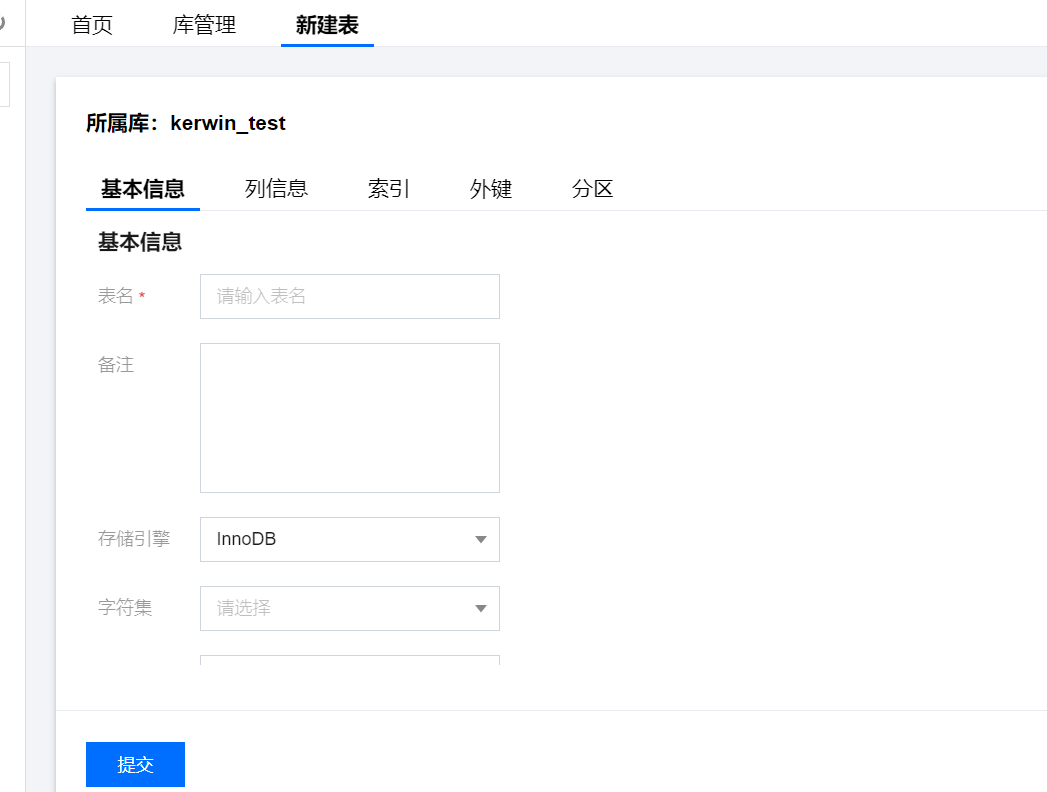 首页 库管理 新建表
所属库：kerwin_test
基本信息 列信息 索引 外键 分区
基本信息
表名 * 请输入表名
备注
存储引擎 InnoDB
字符集 请选择
提交